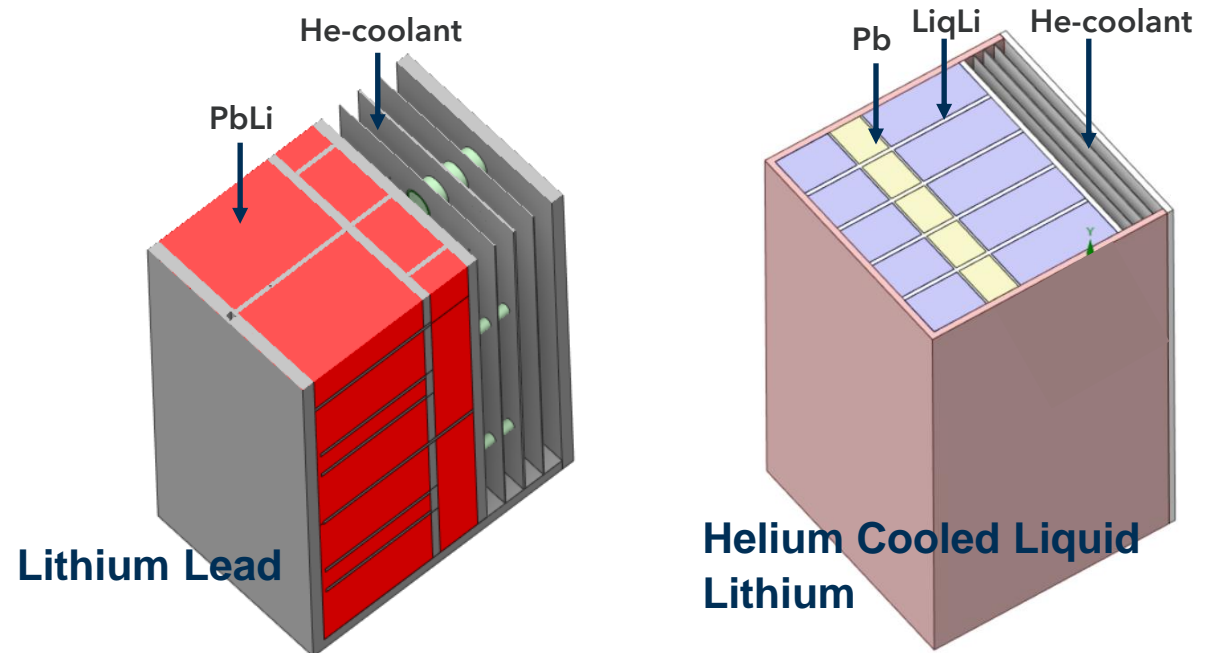 He-coolant
PbLi
Lithium Lead
Pb
LiqLi
He-coolant
Y
Helium Cooled Liquid
Lithium